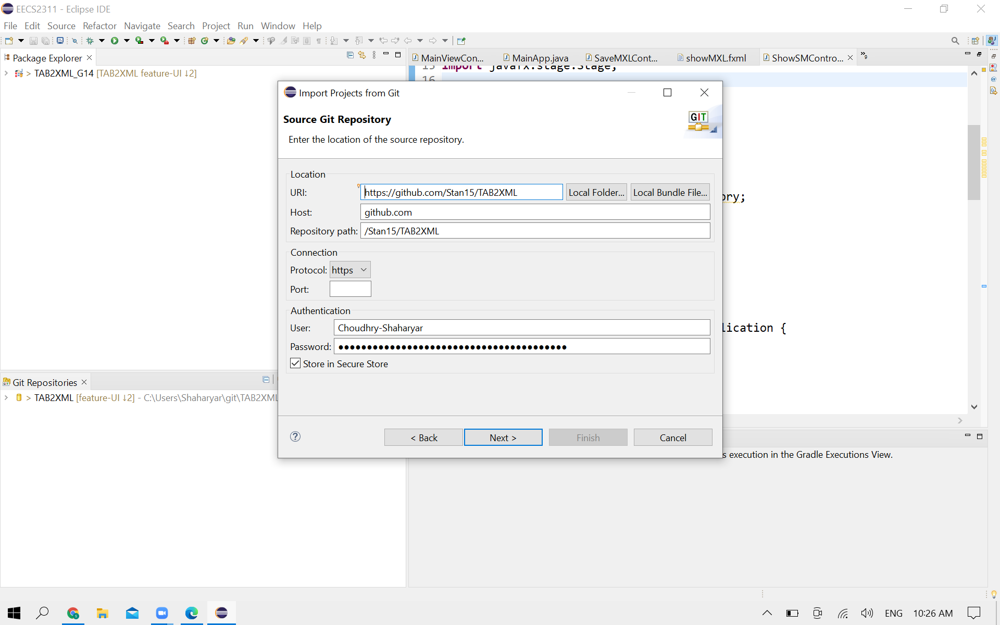 EECS2311 - Eclipse IDE
File Edit Source Refactor Navigate Search Project Run Window Help
Package Explorer
MainViewCon... MainApp.java SaveMXLCont... showMXL.fxml ShowSMContro... »9
> TAB2XML_G14 [TAB2XML feature-UI ↓2]
import javafx.stage.Stage;
16
Import Projects from Git
Source Git Repository
GIT
Enter the location of the source repository.
Location
URI: https://github.com/Stan15/TAB2XML Local Folder... Local Bundle File...
ory;
Host: github.com
Repository path: /Stan15/TAB2XML
Connection
Protocol: https
Port:
Authentication
User: Choudhry-Shaharyar
lication {
Password: ●●●●●●●●●●●●●●●●●●●●●●●●●●●●●●●●●●●●●●●●
Store in Secure Store
Git Repositories
> TAB2XML [feature-UI ↓2] - C:\Users\Shaharyar\git\TAB2XML
< Back Next > Finish Cancel
s execution in the Gradle Executions View.
ENG 10:26 AM